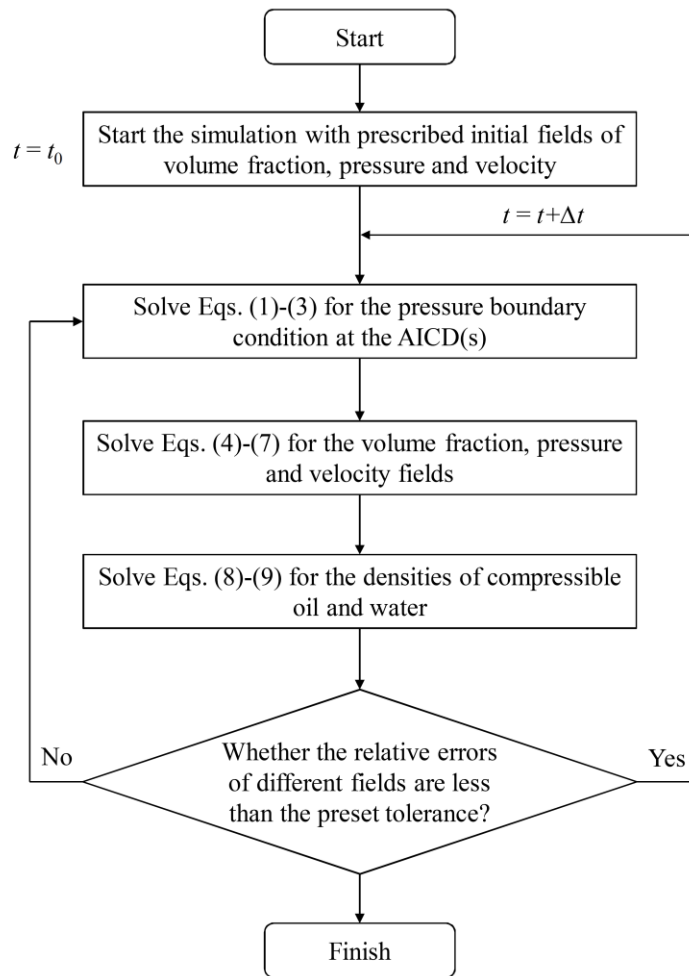 Start
t = t₀
Start the simulation with prescribed initial fields of
volume fraction, pressure and velocity
t = t+Δt
Solve Eqs. (1)-(3) for the pressure boundary
condition at the AICD(s)
Solve Eqs. (4)-(7) for the volume fraction, pressure
and velocity fields
Solve Eqs. (8)-(9) for the densities of compressible
oil and water
No
Whether the relative errors
of different fields are less
than the preset tolerance?
Yes
Finish